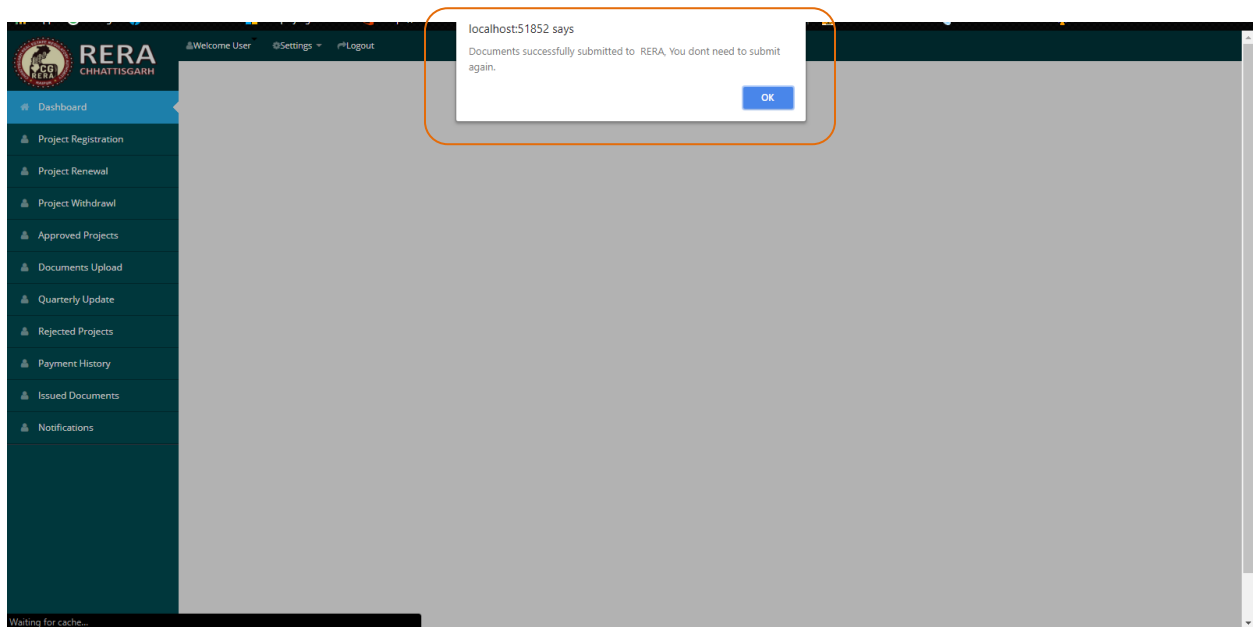 localhost:51852 says
Documents successfully submitted to RERA, You dont need to submit
again.
OK
CG
RERA
RERA
CHHATTISGARH
Welcome User
Settings
Logout
Dashboard
Project Registration
Project Renewal
Project Withdrawl
Approved Projects
Documents Upload
Quarterly Update
Rejected Projects
Payment History
Issued Documents
Notifications
Waiting for cache...